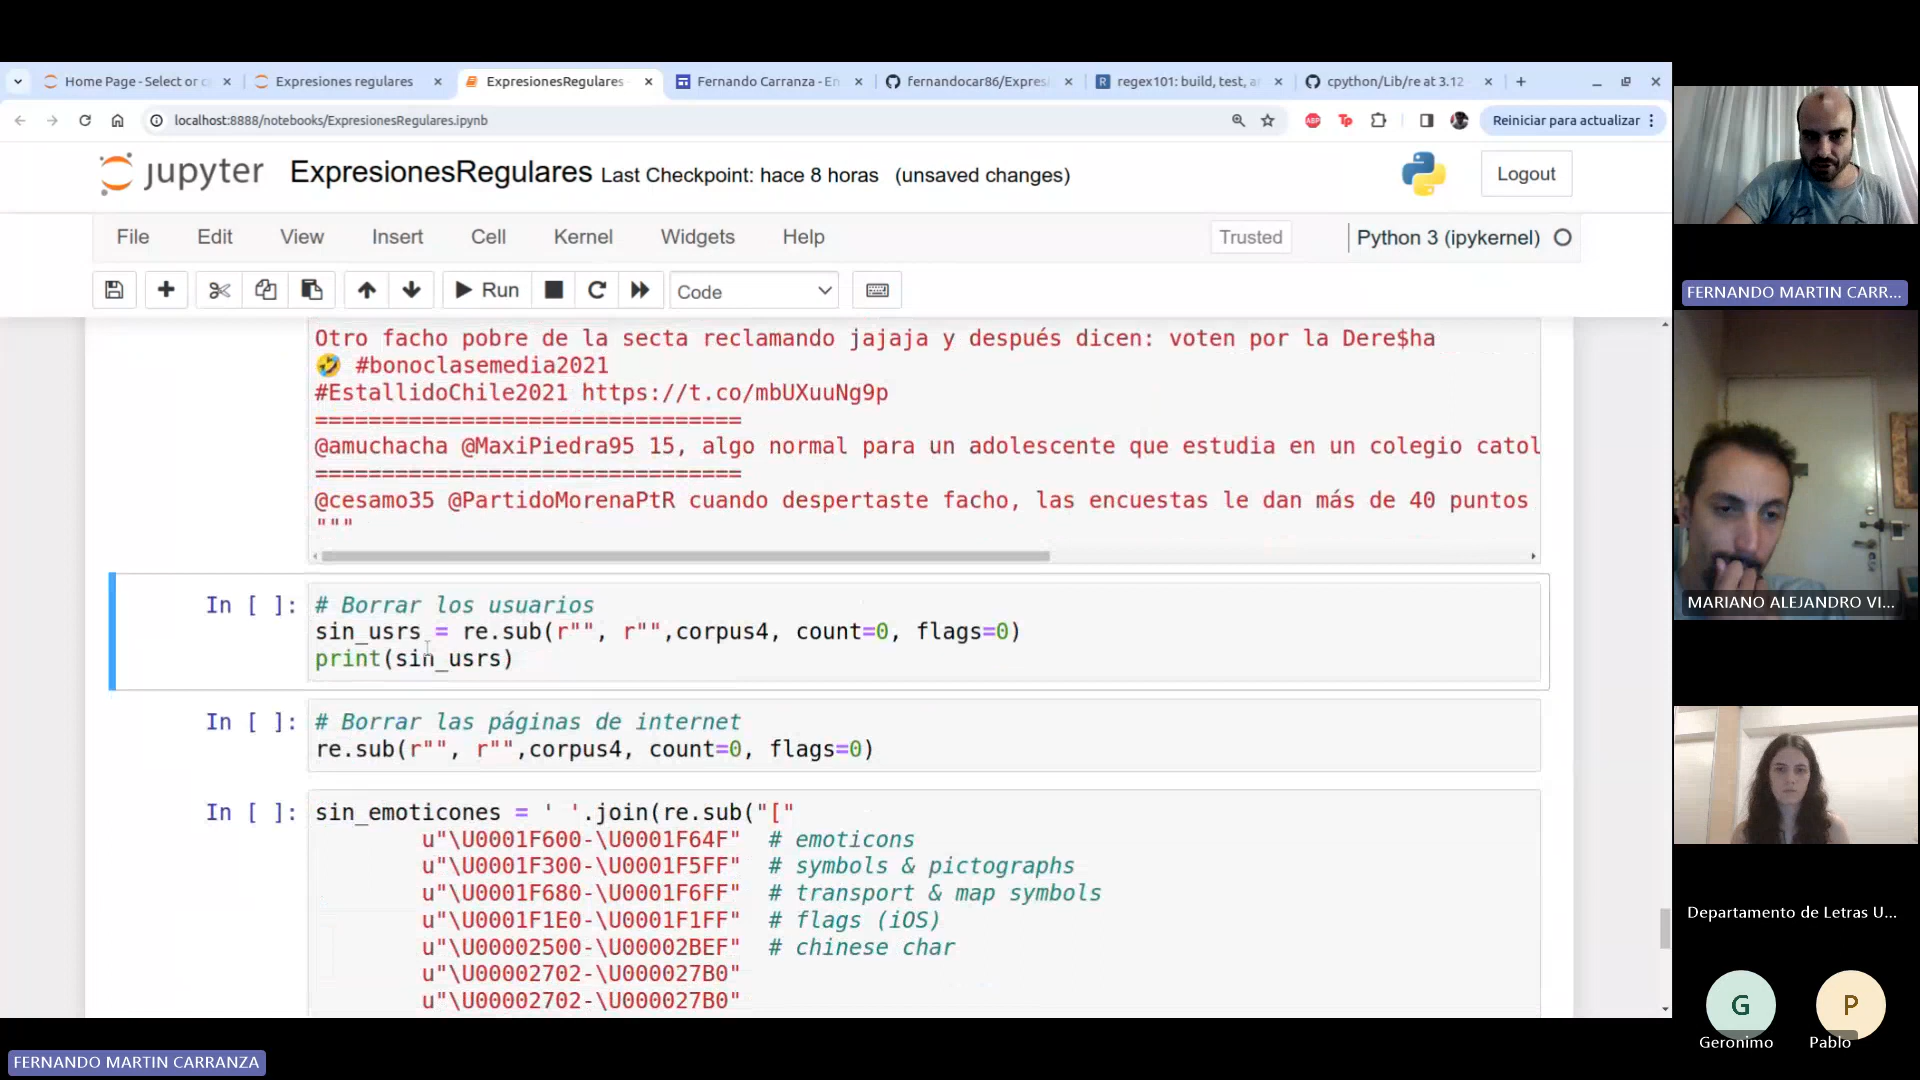 Home Page - Select or c
Expresiones regulares
ExpresionesRegulares
Fernando Carranza - En
fernandocar86/Expres
regex101: build, test, a
cpython/Lib/re at 3.12
localhost:8888/notebooks/ExpresionesRegulares.ipynb
ABP
Tp
Reiniciar para actualizar
jupyter
ExpresionesRegulares Last Checkpoint: hace 8 horas (unsaved changes)
Logout
File Edit View Insert Cell Kernel Widgets Help
Trusted
Python 3 (ipykernel)
Run
Code
Otro facho pobre de la secta reclamando jajaja y después dicen: voten por la Dere$ha
🤣 #bonoclasemedia2021
#EstallidoChile2021 https://t.co/mbUXuuNg9p
================================
@amuchacha @MaxiPiedra95 15, algo normal para un adolescente que estudia en un colegio catol
================================
@cesamo35 @PartidoMorenaPtR cuando despertaste facho, las encuestas le dan más de 40 puntos
"""
In [ ]: # Borrar los usuarios
sin_usrs = re.sub(r"", r"",corpus4, count=0, flags=0)
print(sin_usrs)
In [ ]: # Borrar las páginas de internet
re.sub(r"", r"",corpus4, count=0, flags=0)
In [ ]: sin_emoticones = ' '.join(re.sub("["
u"\U0001F600-\U0001F64F" # emoticons
u"\U0001F300-\U0001F5FF" # symbols & pictographs
u"\U0001F680-\U0001F6FF" # transport & map symbols
u"\U0001F1E0-\U0001F1FF" # flags (iOS)
u"\U00002500-\U00002BEF" # chinese char
u"\U00002702-\U000027B0"
u"\U00002702-\U000027B0"
FERNANDO MARTIN CARR...
MARIANO ALEJANDRO VI...
Departamento de Letras U...
G
P
Geronimo
Pablo
FERNANDO MARTIN CARRANZA